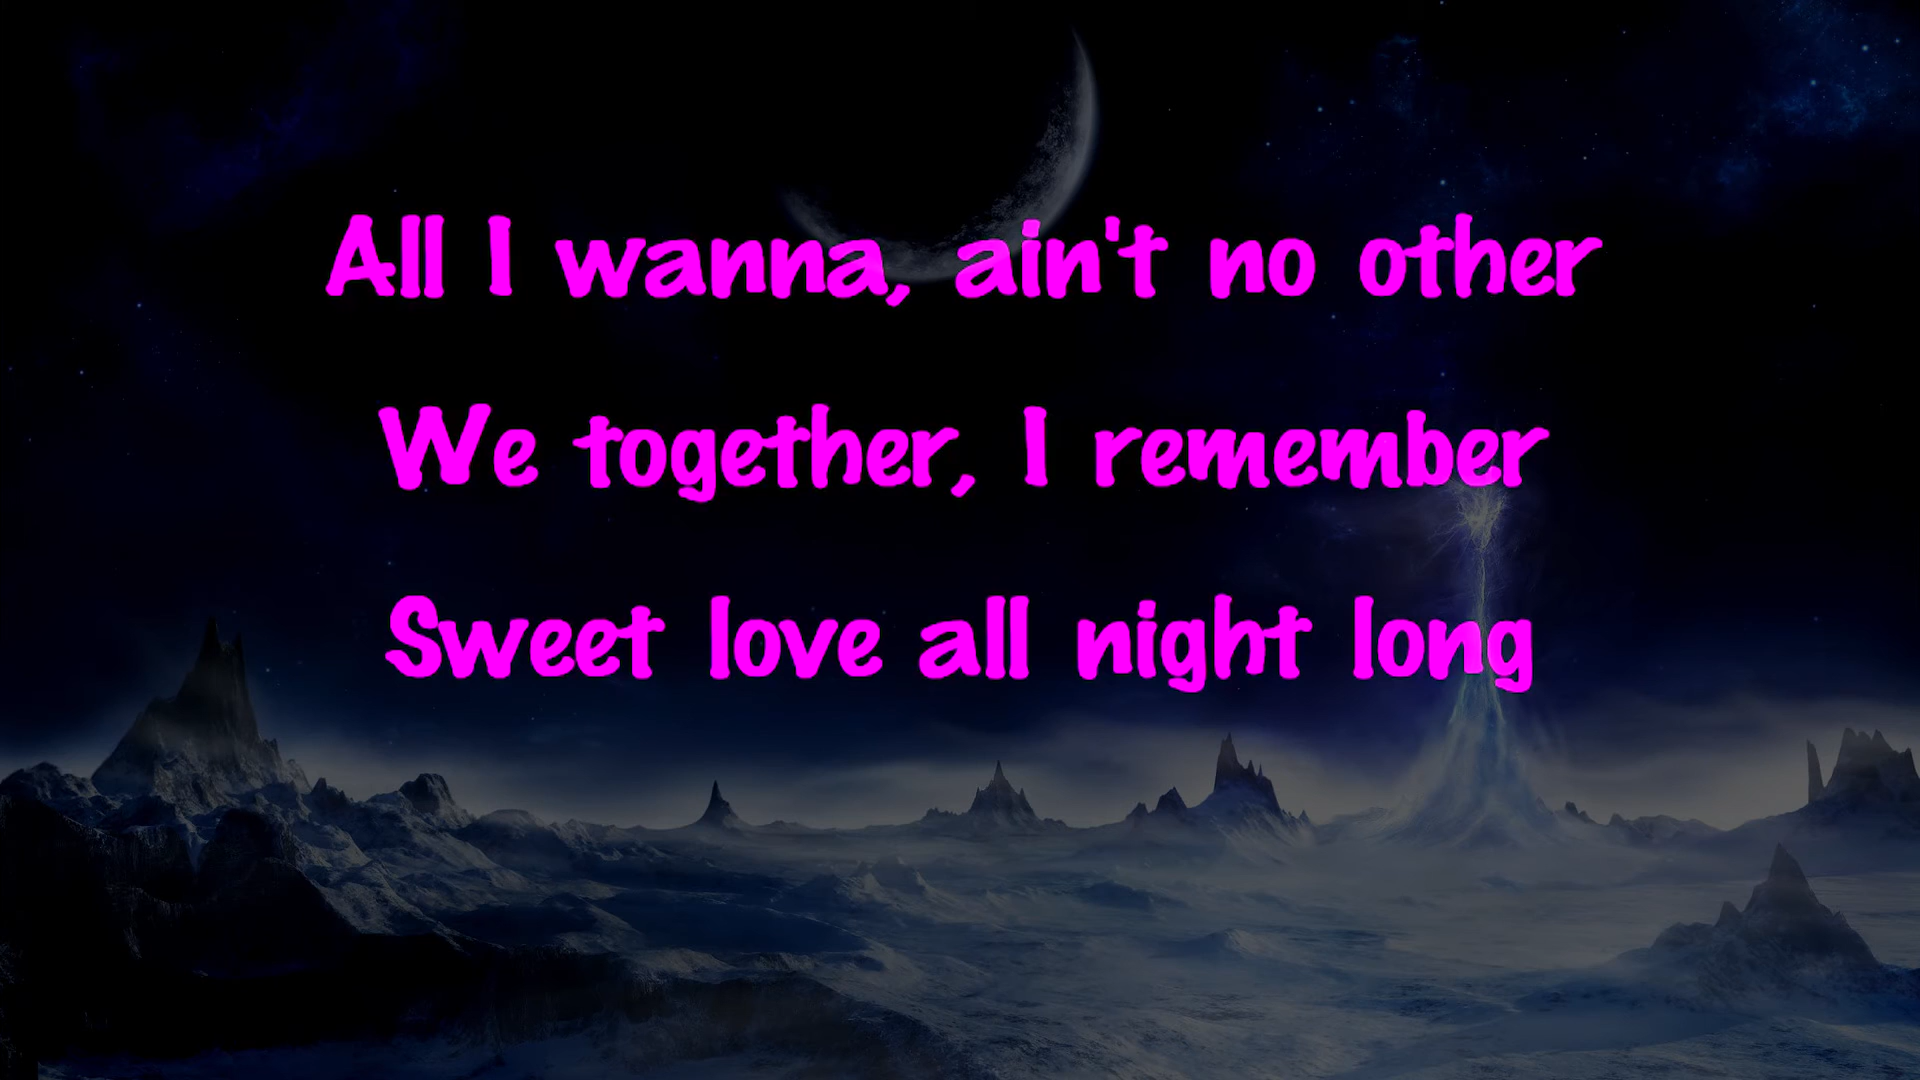 All I wanna, ain't no other
We together, I remember
Sweet love all night long